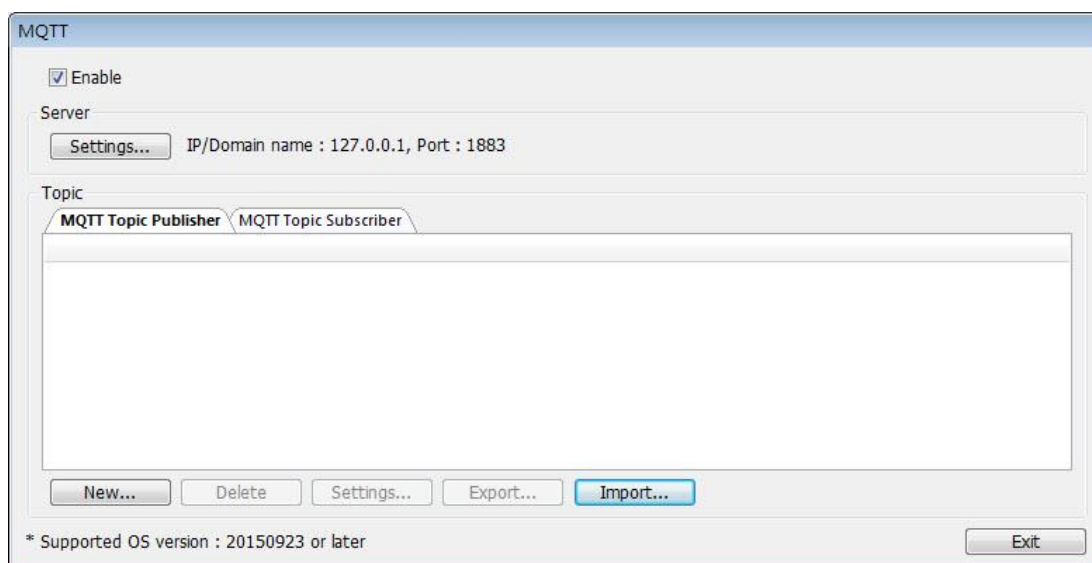 MQTT
Enable
Server
Settings... IP/Domain name : 127.0.0.1, Port : 1883
Topic
MQTT Topic Publisher MQTT Topic Subscriber
New... Delete Settings... Export... Import...
* Supported OS version : 20150923 or later Exit